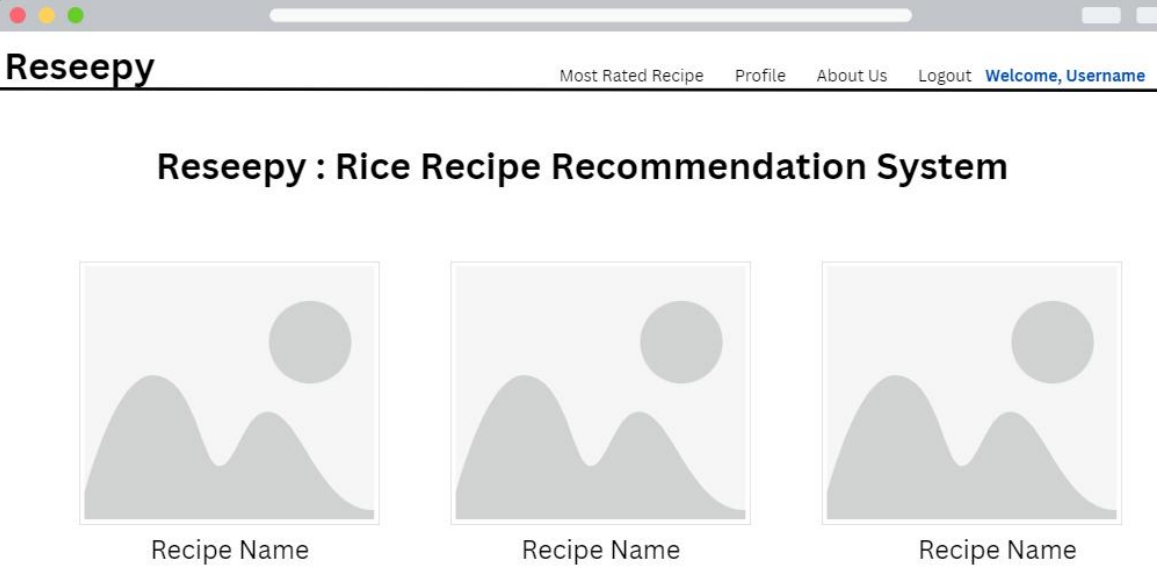 Reseepy
Most Rated Recipe Profile About Us Logout Welcome, Username
Reseepy : Rice Recipe Recommendation System
Recipe Name Recipe Name Recipe Name